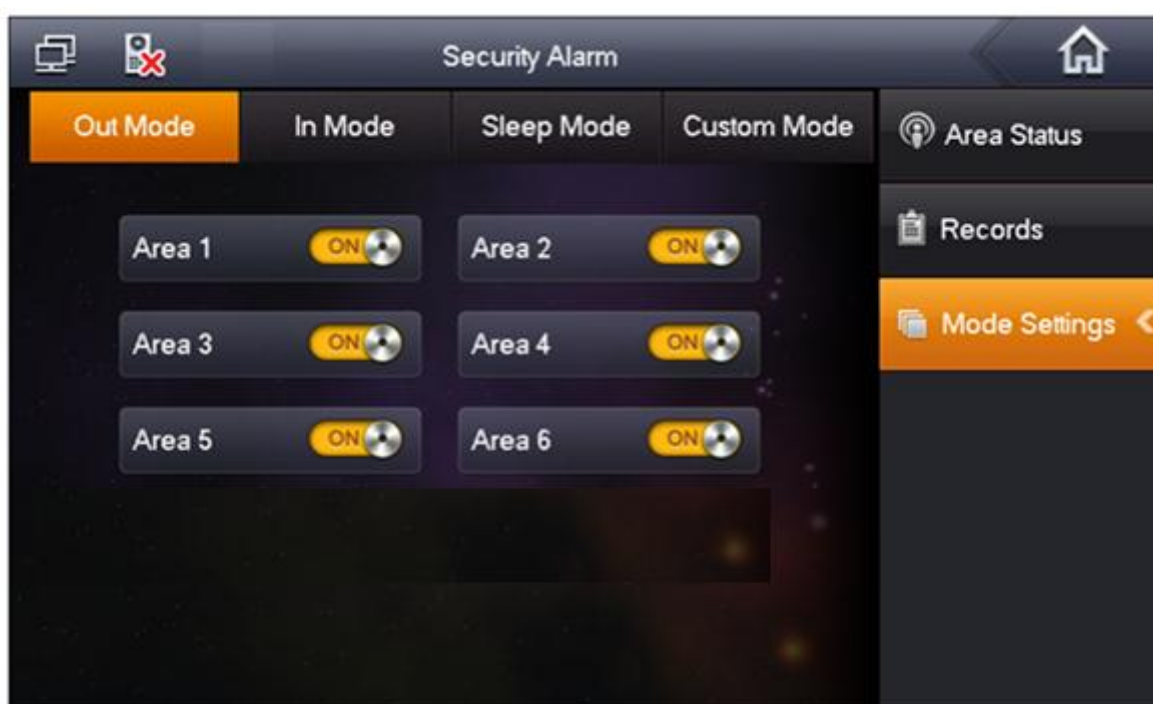 Security Alarm
Out Mode In Mode Sleep Mode Custom Mode
Area Status
Records
Mode Settings
Area 1 ON Area 2 ON
Area 3 ON Area 4 ON
Area 5 ON Area 6 ON